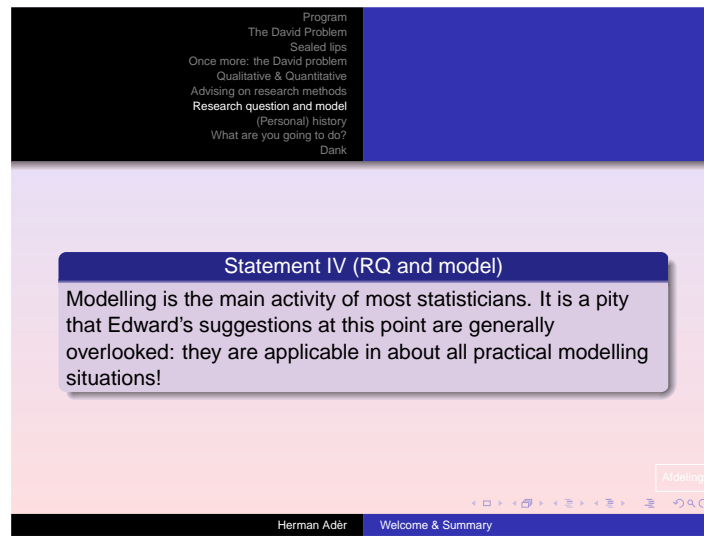 Program
The David Problem
Sealed lips
Once more: the David problem
Qualitative & Quantitative
Advising on research methods
Research question and model
(Personal) history
What are you going to do?
Dank
Statement IV (RQ and model)
Modelling is the main activity of most statisticians. It is a pity
that Edward's suggestions at this point are generally
overlooked: they are applicable in about all practical modelling
situations!
Afdeling
Herman Adèr
Welcome & Summary